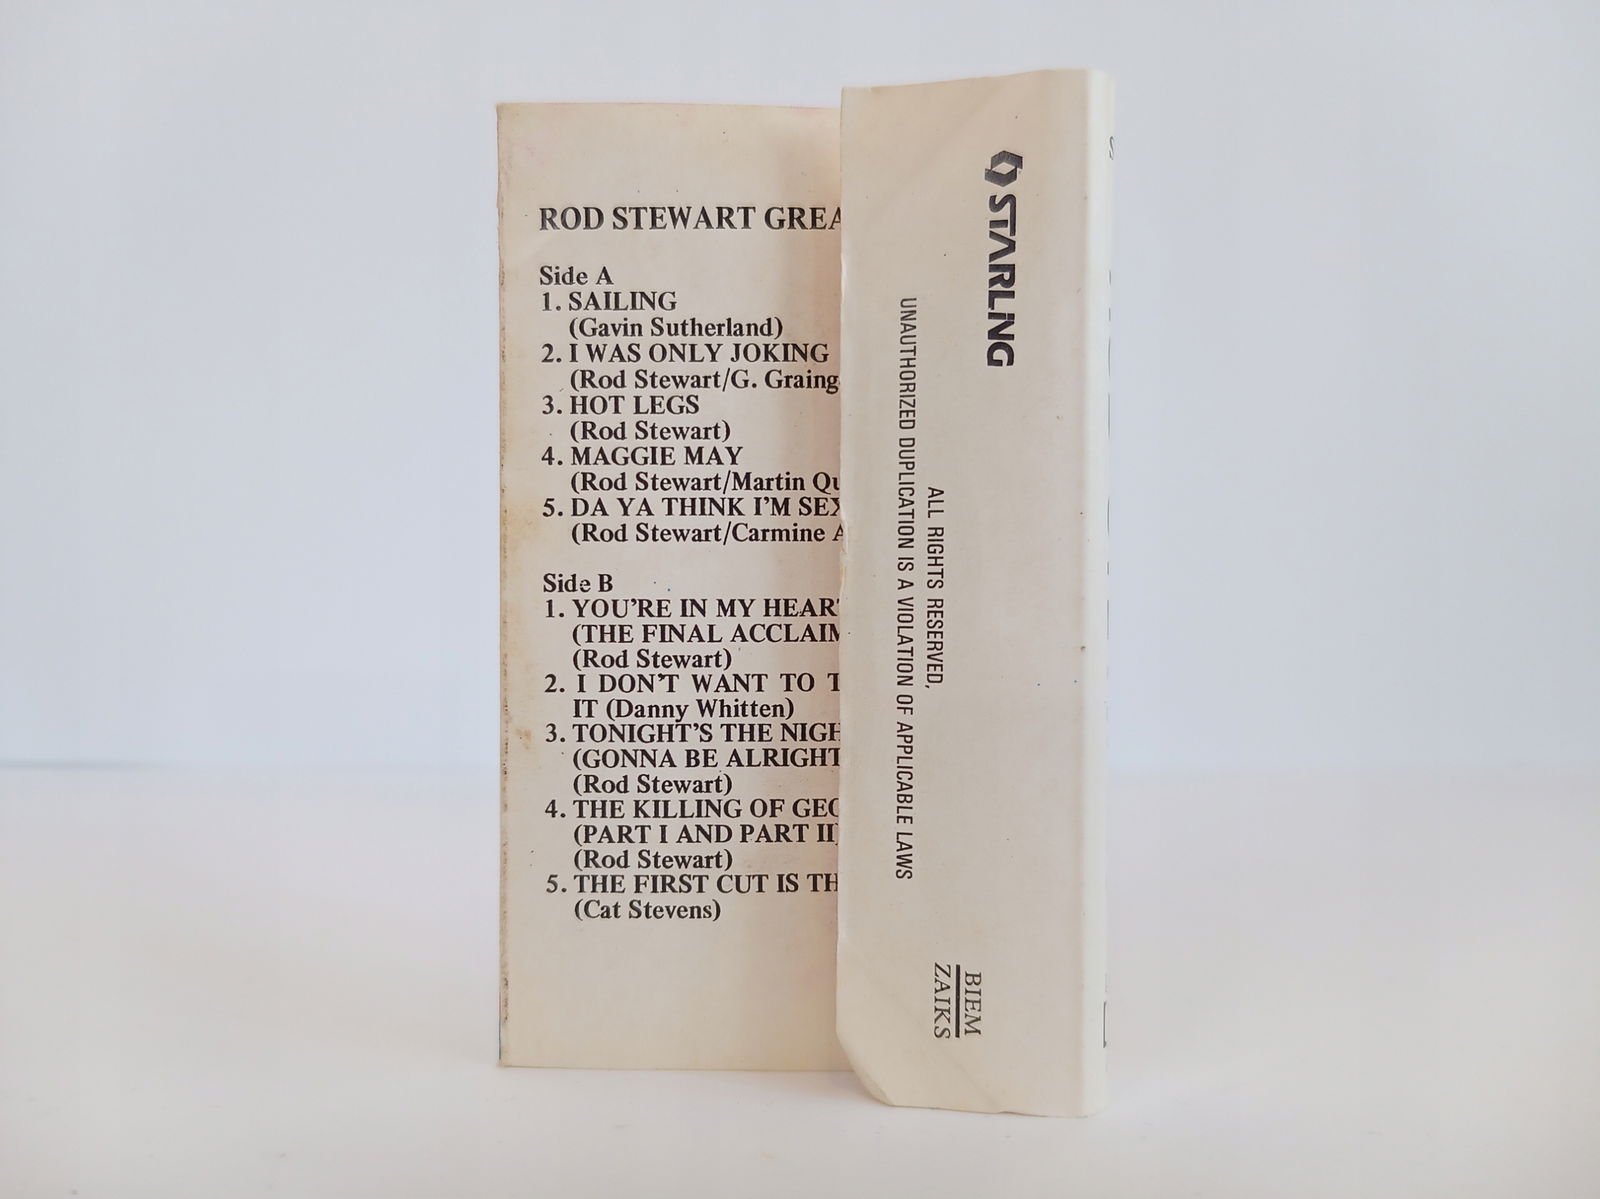 ROD STEWART GREA
Side A
1. SAILING
(Gavin Sutherland)
2. I WAS ONLY JOKING
(Rod Stewart/G. Graing
3. HOT LEGS
(Rod Stewart)
4. MAGGIE MAY
(Rod Stewart/Martin Qu
5. DA YA THINK I'M SEX
(Rod Stewart/Carmine A
Side B
1. YOU'RE IN MY HEART
(THE FINAL ACCLAIM
(Rod Stewart)
2. I DON'T WANT TO T
IT (Danny Whitten)
3. TONIGHT'S THE NIGH
(GONNA BE ALRIGHT
(Rod Stewart)
4. THE KILLING OF GEO
(PART I AND PART II)
(Rod Stewart)
5. THE FIRST CUT IS TH
(Cat Stevens)
STARLING
ALL RIGHTS RESERVED,
UNAUTHORIZED DUPLICATION IS A VIOLATION OF APPLICABLE LAWS
BIEM
ZAIKS